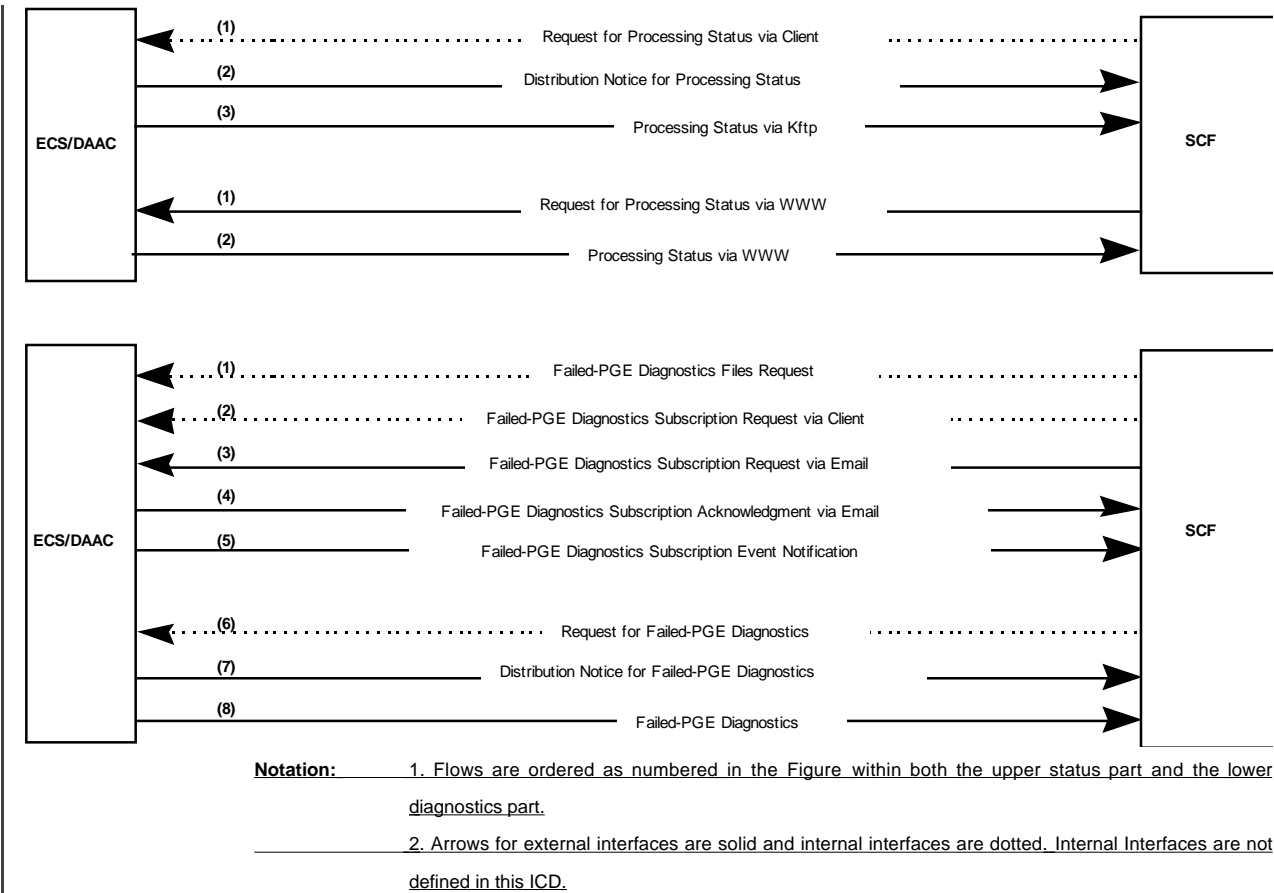 (1)
Request for Processing Status via Client
(2)
Distribution Notice for Processing Status
(3)
Processing Status via Kftp
ECS/DAAC
SCF
(1)
Request for Processing Status via WWW
(2)
Processing Status via WWW
(1)
Failed-PGE Diagnostics Files Request
(2)
Failed-PGE Diagnostics Subscription Request via Client
(3)
Failed-PGE Diagnostics Subscription Request via Email
(4)
Failed-PGE Diagnostics Subscription Acknowledgment via Email
ECS/DAAC
SCF
(5)
Failed-PGE Diagnostics Subscription Event Notification
(6)
Request for Failed-PGE Diagnostics
(7)
Distribution Notice for Failed-PGE Diagnostics
(8)
Failed-PGE Diagnostics
Notation: 1. Flows are ordered as numbered in the Figure within both the upper status part and the lower
diagnostics part.
2. Arrows for external interfaces are solid and internal interfaces are dotted. Internal Interfaces are not
defined in this ICD.